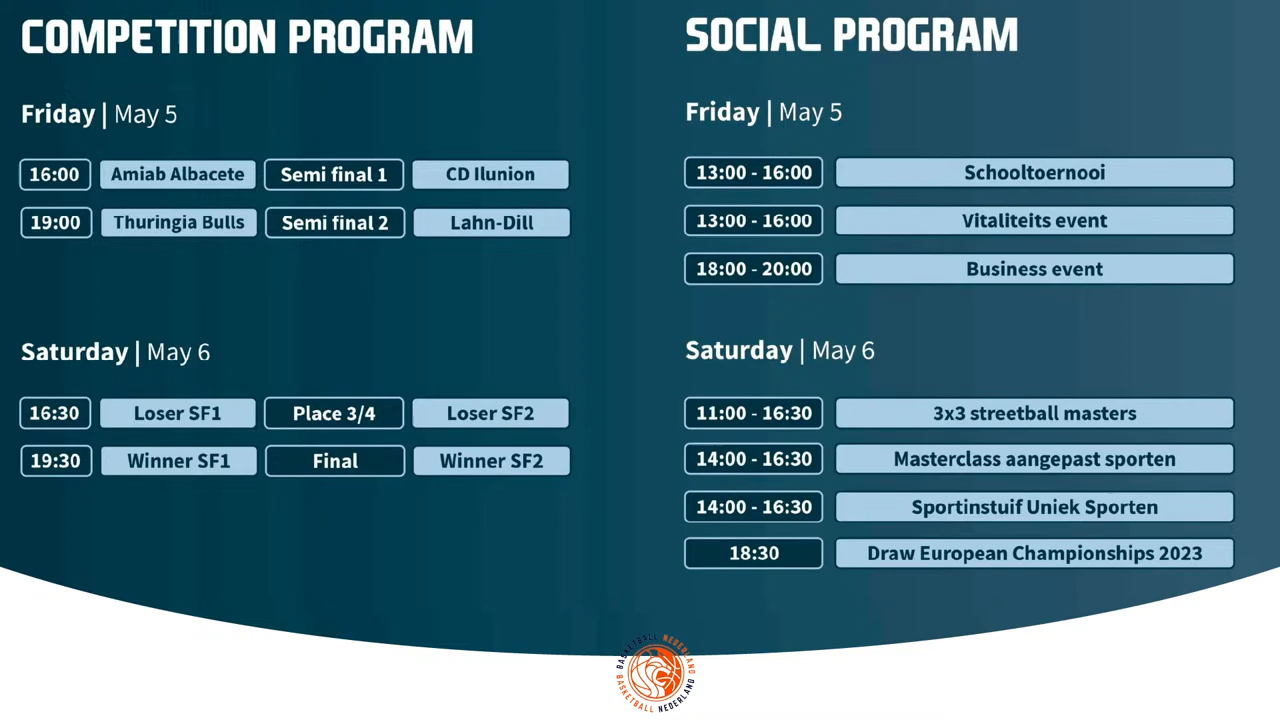 COMPETITION PROGRAM
Friday | May 5
16:00 Amiab Albacete Semi final 1 CD Ilunion
19:00 Thuringia Bulls Semi final 2 Lahn-Dill
Saturday | May 6
16:30 Loser SF1 Place 3/4 Loser SF2
19:30 Winner SF1 Final Winner SF2
SOCIAL PROGRAM
Friday | May 5
13:00 - 16:00 Schooltoernooi
13:00 - 16:00 Vitaliteits event
18:00 - 20:00 Business event
Saturday | May 6
11:00 - 16:30 3x3 streetball masters
14:00 - 16:30 Masterclass aangepast sporten
14:00 - 16:30 Sportinstuif Uniek Sporten
18:30 Draw European Championships 2023
BASKETBALL NEDERLAND
BASKETBALL NEDERLAND